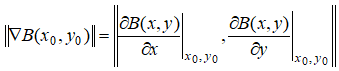 ‖∇B(x₀, y₀)‖ = ‖ ∂B(x, y)/∂x |ₓ₀,ᵧ₀ , ∂B(x, y)/∂y |ₓ₀,ᵧ₀ ‖